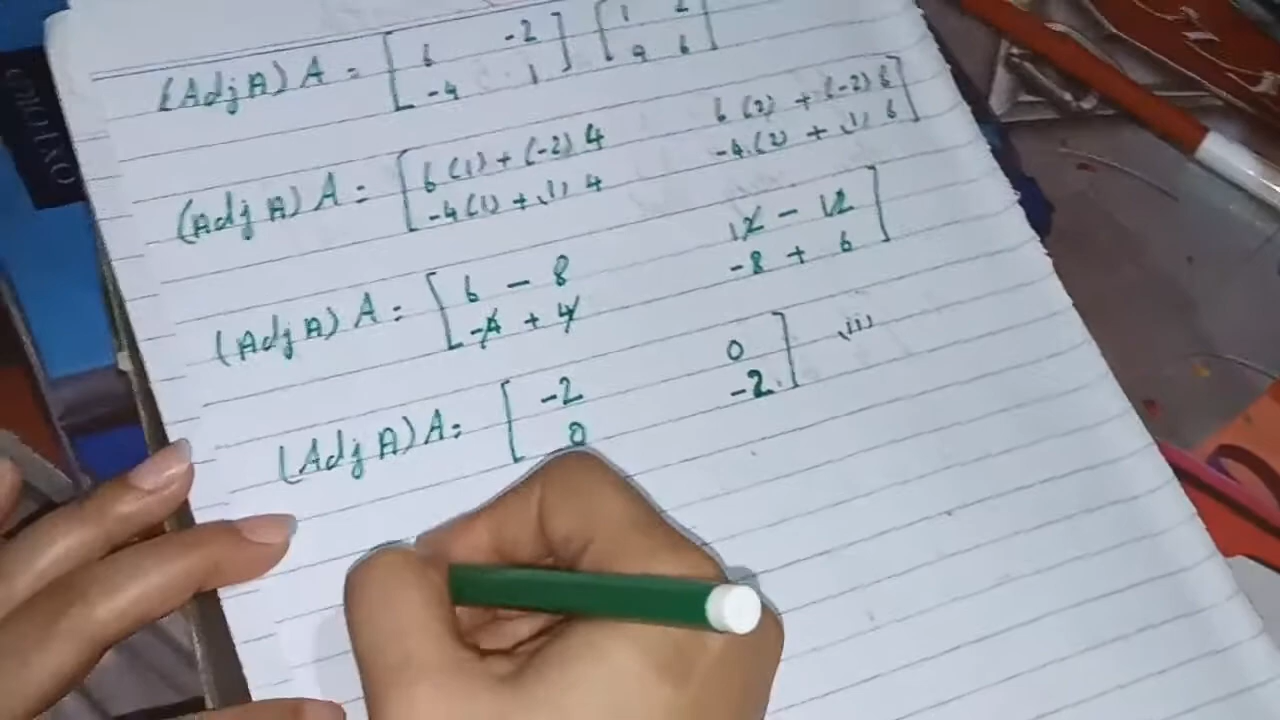 (Adj A) A = [ 6 -2 ] [ 1 2 ]
-4 1 4 6
(Adj A) A = [ 6(1) + (-2) 4 6(2) + (-2) 6 ]
-4(1) + (1) 4 -4(2) + (1) 6
(Adj A) A = [ 6 - 8 12 - 12 ]
-4 + 4 -8 + 6
(Adj A) A = [ -2 0 ] (ii)
0 -2